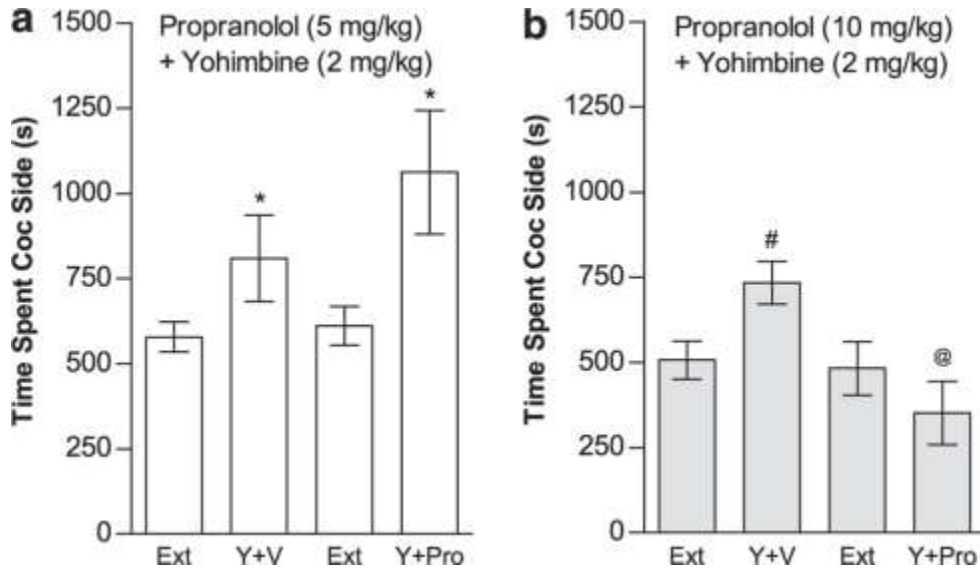 a
Propranolol (5 mg/kg)
+ Yohimbine (2 mg/kg)
Time Spent Coc Side (s)
1500
1250
1000
750
500
250
0
*
*
Ext Y+V Ext Y+Pro
b
Propranolol (10 mg/kg)
+ Yohimbine (2 mg/kg)
Time Spent Coc Side (s)
1500
1250
1000
750
500
250
0
#
@
Ext Y+V Ext Y+Pro